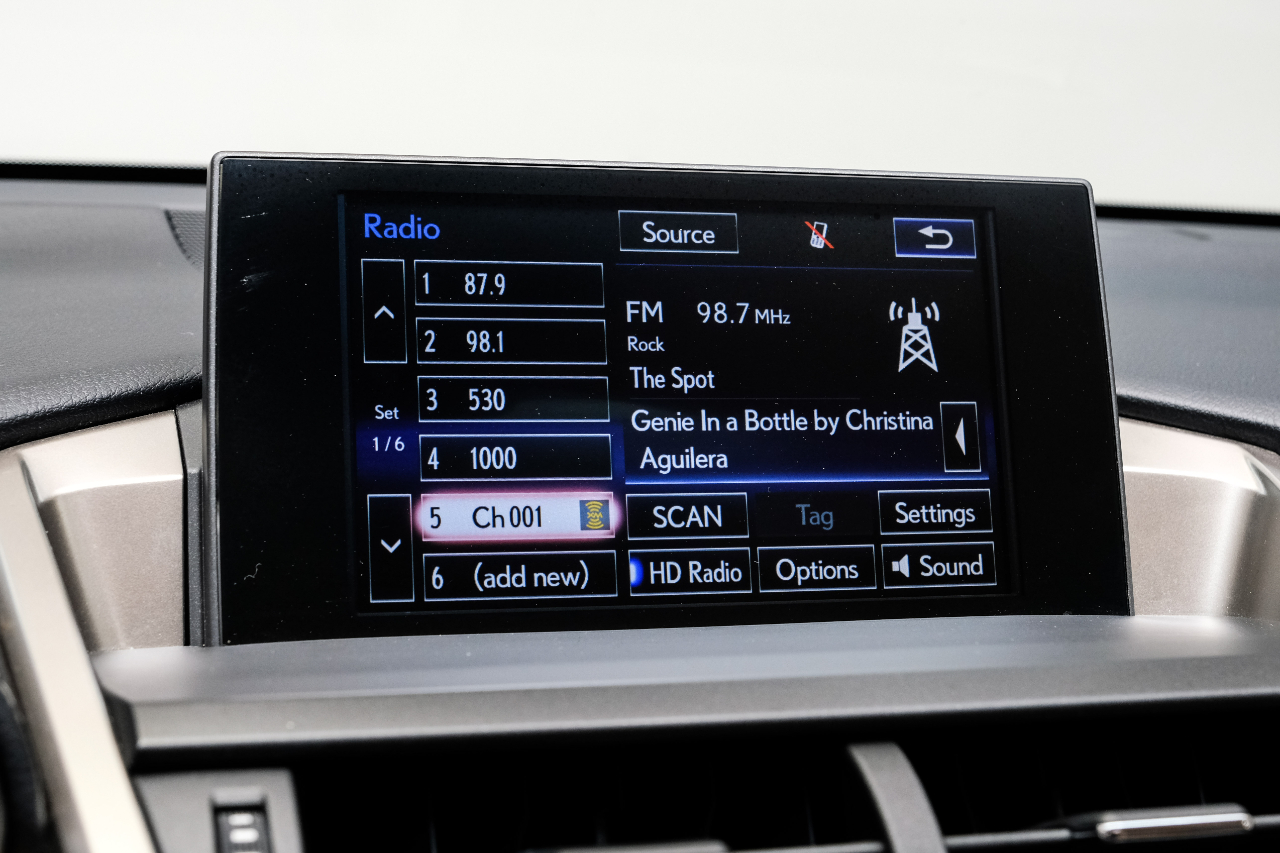 Radio
Source
1 87.9
2 98.1
3 530
4 1000
5 Ch 001
XM
6 (add new)
Set
1/6
FM 98.7 MHz
Rock
The Spot
Genie In a Bottle by Christina
Aguilera
SCAN
Tag
Settings
HD Radio
Options
Sound